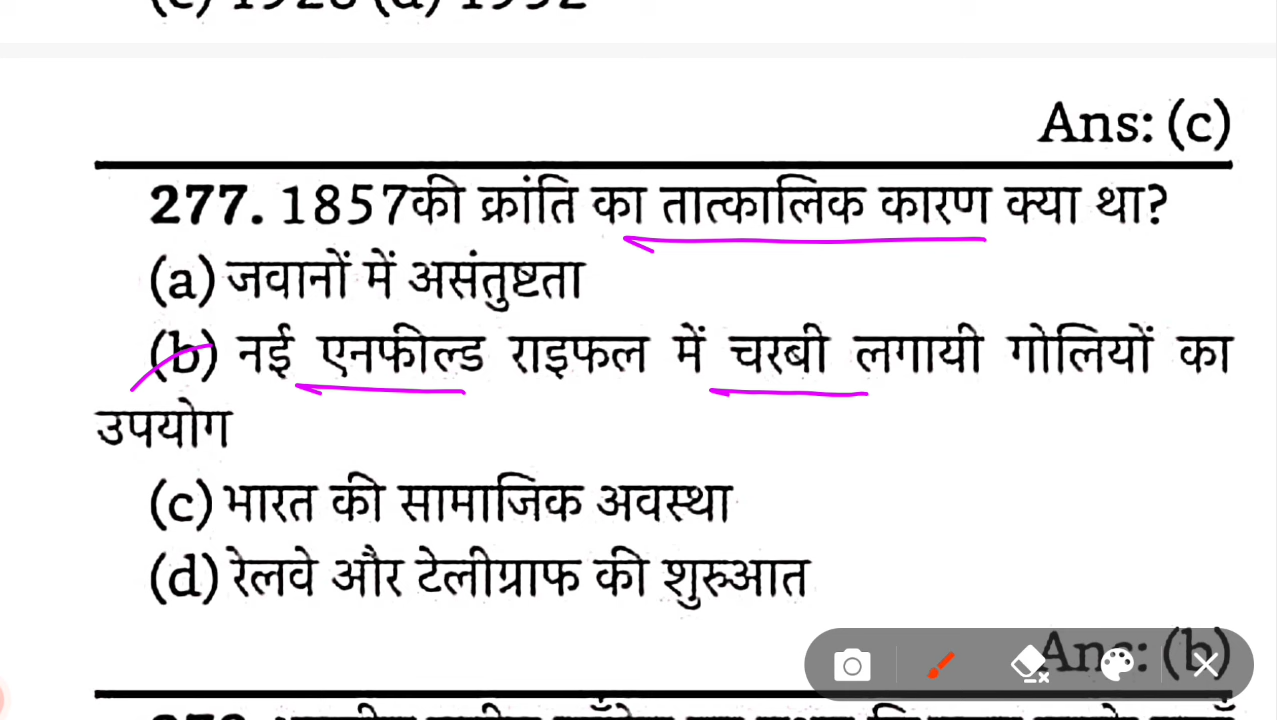 Ans: (c)
277. 1857की क्रांति का तात्कालिक कारण क्या था?
(a) जवानों में असंतुष्टता
(b) नई एनफील्ड राइफल में चरबी लगायी गोलियों का
उपयोग
(c) भारत की सामाजिक अवस्था
(d) रेलवे और टेलीग्राफ की शुरुआत
Ans: (b)